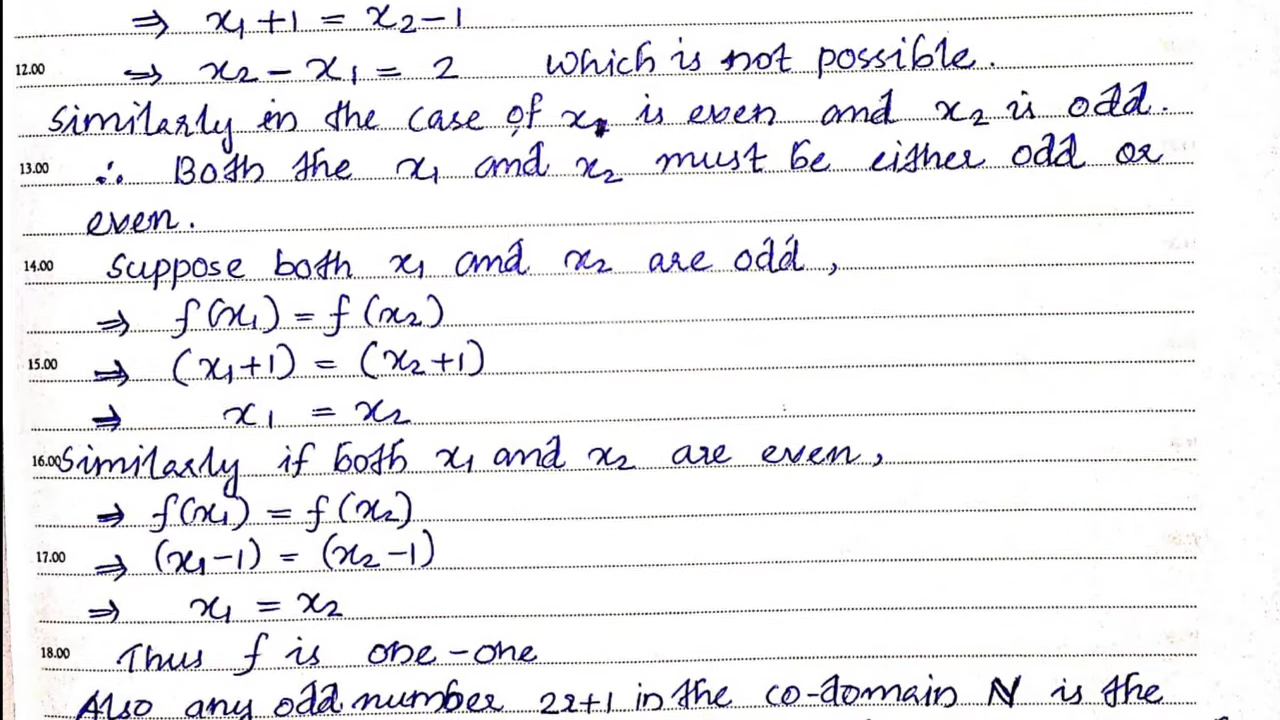 ⇒ x₁ + 1 = x₂ - 1
12.00 ⇒ x₂ - x₁ = 2 which is not possible.
Similarly in the case of x₁ is even and x₂ is odd.
13.00 ∴ Both the x₁ and x₂ must be either odd or
even.
14.00 Suppose both x₁ and x₂ are odd,
⇒ f(x₁) = f(x₂)
15.00 ⇒ (x₁+1) = (x₂+1)
⇒ x₁ = x₂
16.00 Similarly if both x₁ and x₂ are even,
⇒ f(x₁) = f(x₂)
17.00 ⇒ (x₁-1) = (x₂-1)
⇒ x₁ = x₂
18.00 Thus f is one-one
Also any odd number 2r+1 in the co-domain N is the